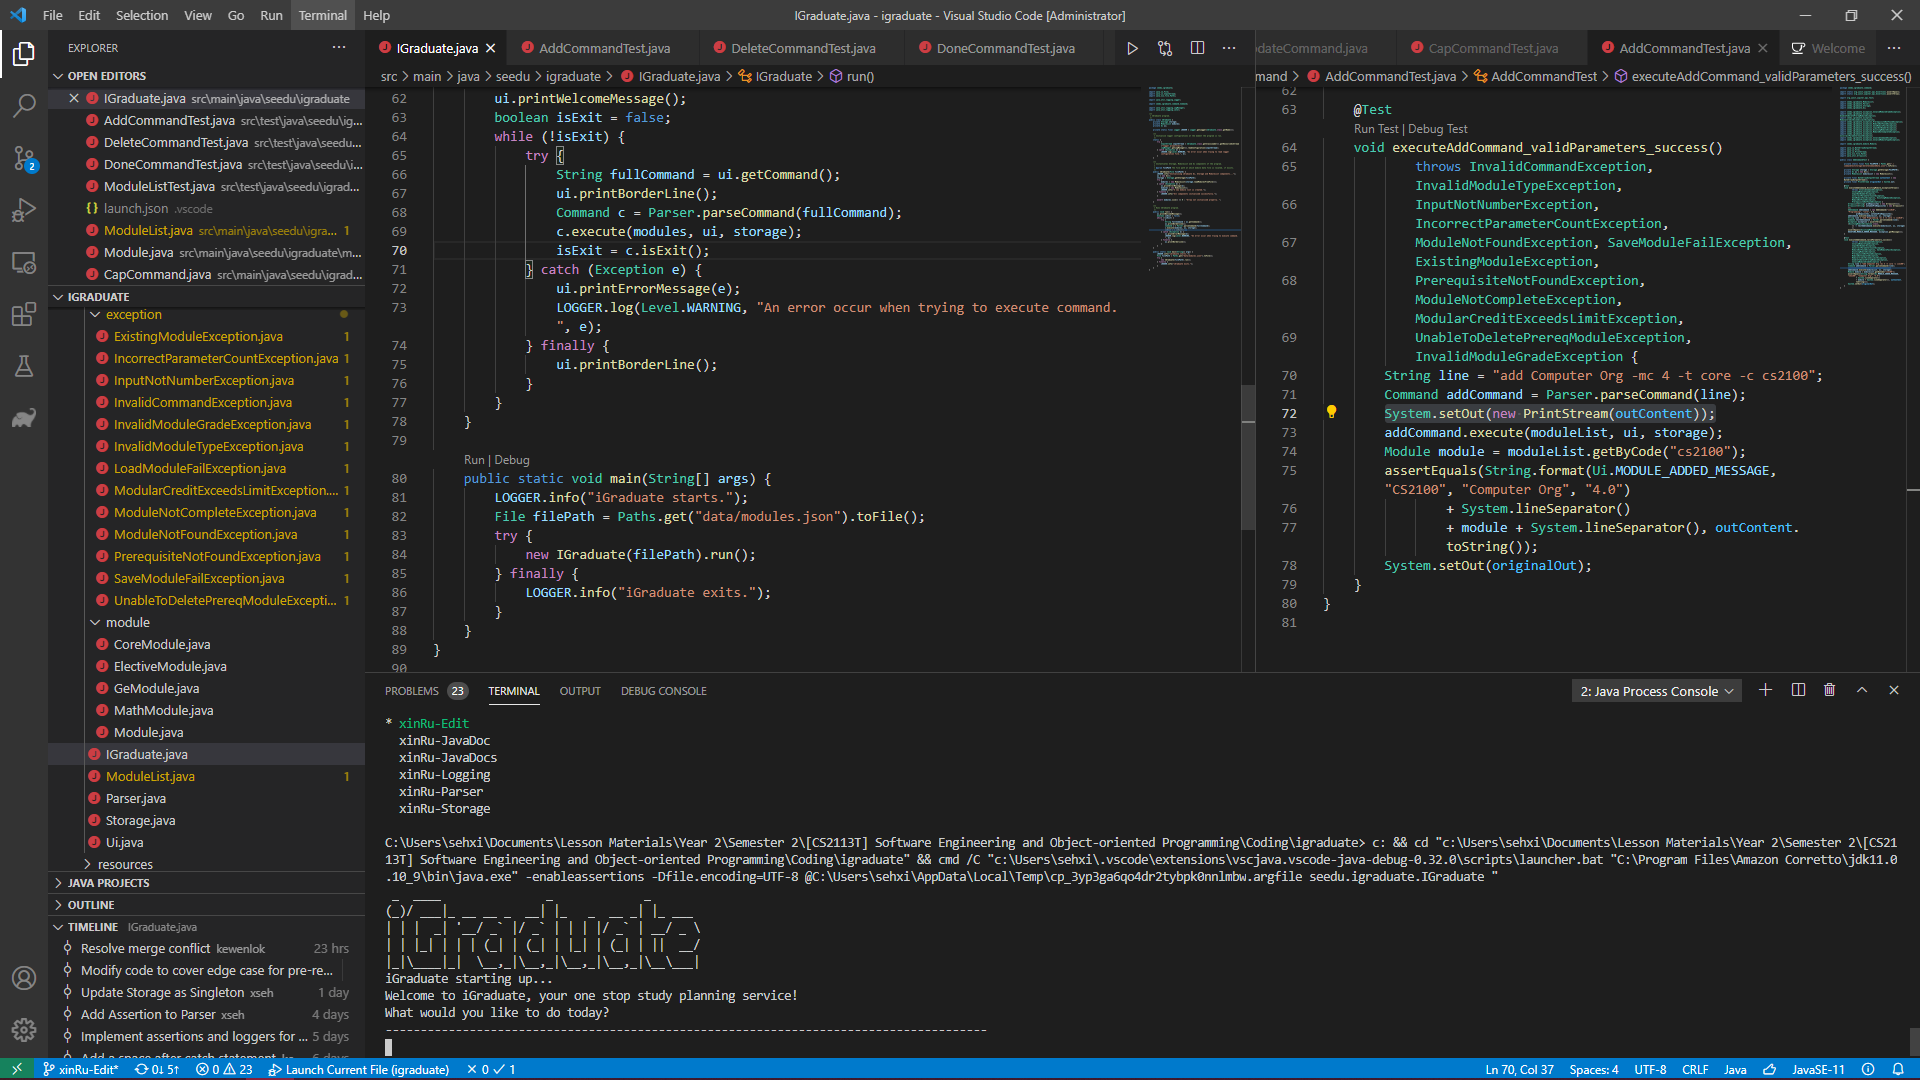 File Edit Selection View Go Run Terminal Help
IGraduate.java - igraduate - Visual Studio Code [Administrator]
EXPLORER
OPEN EDITORS
IGraduate.java src\main\java\seedu\igraduate
AddCommandTest.java src\test\java\seedu\ig...
DeleteCommandTest.java src\test\java\seedu...
DoneCommandTest.java src\test\java\seedu\i...
ModuleListTest.java src\test\java\seedu\igrad...
{} launch.json .vscode
ModuleList.java src\main\java\seedu\igra... 1
Module.java src\main\java\seedu\igraduate\m...
CapCommand.java src\main\java\seedu\igrad...
IGRADUATE
exception
ExistingModuleException.java 1
IncorrectParameterCountException.java 1
InputNotNumberException.java 1
InvalidCommandException.java 1
InvalidModuleGradeException.java 1
InvalidModuleTypeException.java 1
LoadModuleFailException.java 1
ModularCreditExceedsLimitException.... 1
ModuleNotCompleteException.java 1
ModuleNotFoundException.java 1
PrerequisiteNotFoundException.java 1
SaveModuleFailException.java 1
UnableToDeletePrereqModuleExcepti... 1
module
CoreModule.java
ElectiveModule.java
GeModule.java
MathModule.java
Module.java
IGraduate.java
ModuleList.java 1
Parser.java
Storage.java
Ui.java
resources
JAVA PROJECTS
OUTLINE
TIMELINE IGraduate.java
Resolve merge conflict kewenlok 23 hrs
Modify code to cover edge case for pre-re...
Update Storage as Singleton xseh 1 day
Add Assertion to Parser xseh 4 days
Implement assertions and loggers for ... 5 days
Add a space after catch statement ke... 6 days
IGraduate.java AddCommandTest.java DeleteCommandTest.java DoneCommandTest.java
src > main > java > seedu > igraduate > IGraduate.java > IGraduate > run()
62 ui.printWelcomeMessage();
63 boolean isExit = false;
64 while (!isExit) {
65 try {
66 String fullCommand = ui.getCommand();
67 ui.printBorderLine();
68 Command c = Parser.parseCommand(fullCommand);
69 c.execute(modules, ui, storage);
70 isExit = c.isExit();
71 } catch (Exception e) {
72 ui.printErrorMessage(e);
73 LOGGER.log(Level.WARNING, "An error occur when trying to execute command.
", e);
74 } finally {
75 ui.printBorderLine();
76 }
77 }
78 }
79
Run | Debug
80 public static void main(String[] args) {
81 LOGGER.info("iGraduate starts.");
82 File filePath = Paths.get("data/modules.json").toFile();
83 try {
84 new IGraduate(filePath).run();
85 } finally {
86 LOGGER.info("iGraduate exits.");
87 }
88 }
89 }
90
dateCommand.java CapCommandTest.java AddCommandTest.java Welcome
mand > AddCommandTest.java > AddCommandTest > executeAddCommand_validParameters_success()
62
63 @Test
Run Test | Debug Test
64 void executeAddCommand_validParameters_success()
65 throws InvalidCommandException,
InvalidModuleTypeException,
66 InputNotNumberException,
IncorrectParameterCountException,
67 ModuleNotFoundException, SaveModuleFailException,
ExistingModuleException,
68 PrerequisiteNotFoundException,
ModuleNotCompleteException,
ModularCreditExceedsLimitException,
69 UnableToDeletePrereqModuleException,
InvalidModuleGradeException {
70 String line = "add Computer Org -mc 4 -t core -c cs2100";
71 Command addCommand = Parser.parseCommand(line);
72 System.setOut(new PrintStream(outContent));
73 addCommand.execute(moduleList, ui, storage);
74 Module module = moduleList.getByCode("cs2100");
75 assertEquals(String.format(Ui.MODULE_ADDED_MESSAGE,
"CS2100", "Computer Org", "4.0")
76 + System.lineSeparator()
77 + module + System.lineSeparator(), outContent.
toString());
78 System.setOut(originalOut);
79 }
80 }
81
PROBLEMS 23 TERMINAL OUTPUT DEBUG CONSOLE
2: Java Process Console
* xinRu-Edit
xinRu-JavaDoc
xinRu-JavaDocs
xinRu-Logging
xinRu-Parser
xinRu-Storage
C:\Users\sehxi\Documents\Lesson Materials\Year 2\Semester 2\[CS2113T] Software Engineering and Object-oriented Programming\Coding\igraduate> c: && cd "c:\Users\sehxi\Documents\Lesson Materials\Year 2\Semester 2\[CS21
13T] Software Engineering and Object-oriented Programming\Coding\igraduate" && cmd /C "c:\Users\sehxi\.vscode\extensions\vscjava.vscode-java-debug-0.32.0\scripts\launcher.bat "C:\Program Files\Amazon Corretto\jdk11.0
.10_9\bin\java.exe" -enableassertions -Dfile.encoding=UTF-8 @C:\Users\sehxi\AppData\Local\Temp\cp_3yp3ga6qo4dr2tybpk0nnlmbw.argfile seedu.igraduate.IGraduate "
iGraduate
iGraduate starting up...
Welcome to iGraduate, your one stop study planning service!
What would you like to do today?
--------------------------------------------------------------------------------------
xinRu-Edit* 0↓ 5↑ 0 23 Launch Current File (igraduate) 0 1
Ln 70, Col 37 Spaces: 4 UTF-8 CRLF Java JavaSE-11